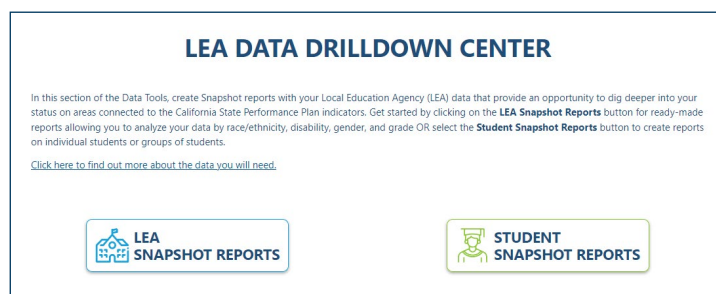 LEA DATA DRILLDOWN CENTER
In this section of the Data Tools, create Snapshot reports with your Local Education Agency (LEA) data that provide an opportunity to dig deeper into your
status on areas connected to the California State Performance Plan indicators. Get started by clicking on the LEA Snapshot Reports button for ready-made
reports allowing you to analyze your data by race/ethnicity, disability, gender, and grade OR select the Student Snapshot Reports button to create reports
on individual students or groups of students.
Click here to find out more about the data you will need.
LEA
SNAPSHOT REPORTS
STUDENT
SNAPSHOT REPORTS